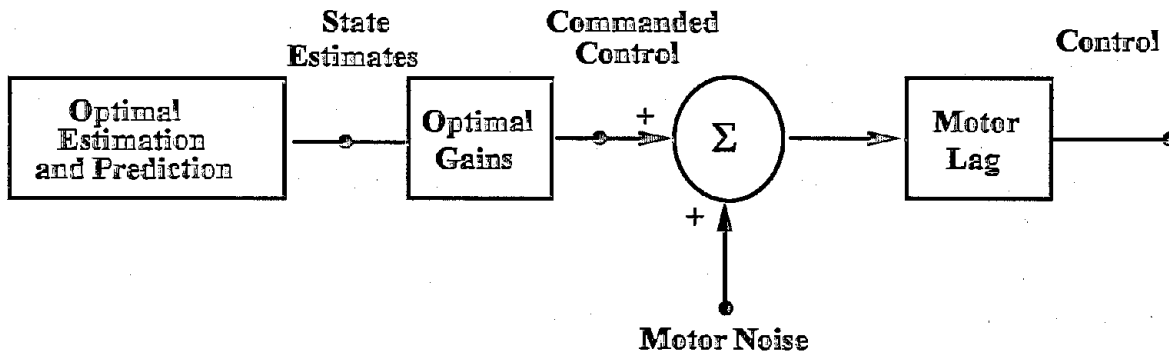 State
Estimates
Commanded
Control
Control
Optimal
Estimation
and Prediction
Optimal
Gains
+
Σ
Motor
Lag
+
Motor Noise